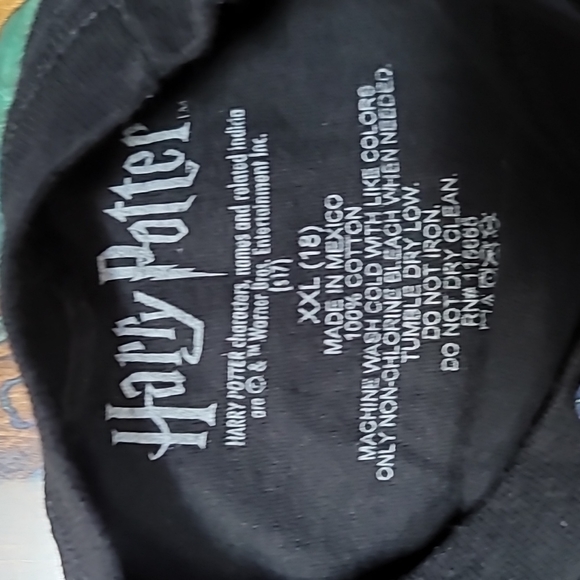 Harry Potter™
HARRY POTTER characters, names and related indicia
are © & ™ Warner Bros. Entertainment Inc.
(s17)
XXL (18)
MADE IN MEXICO
100% COTTON
MACHINE WASH COLD WITH LIKE COLORS.
ONLY NON-CHLORINE BLEACH WHEN NEEDED.
TUMBLE DRY LOW.
DO NOT IRON.
DO NOT DRY CLEAN.
RN#